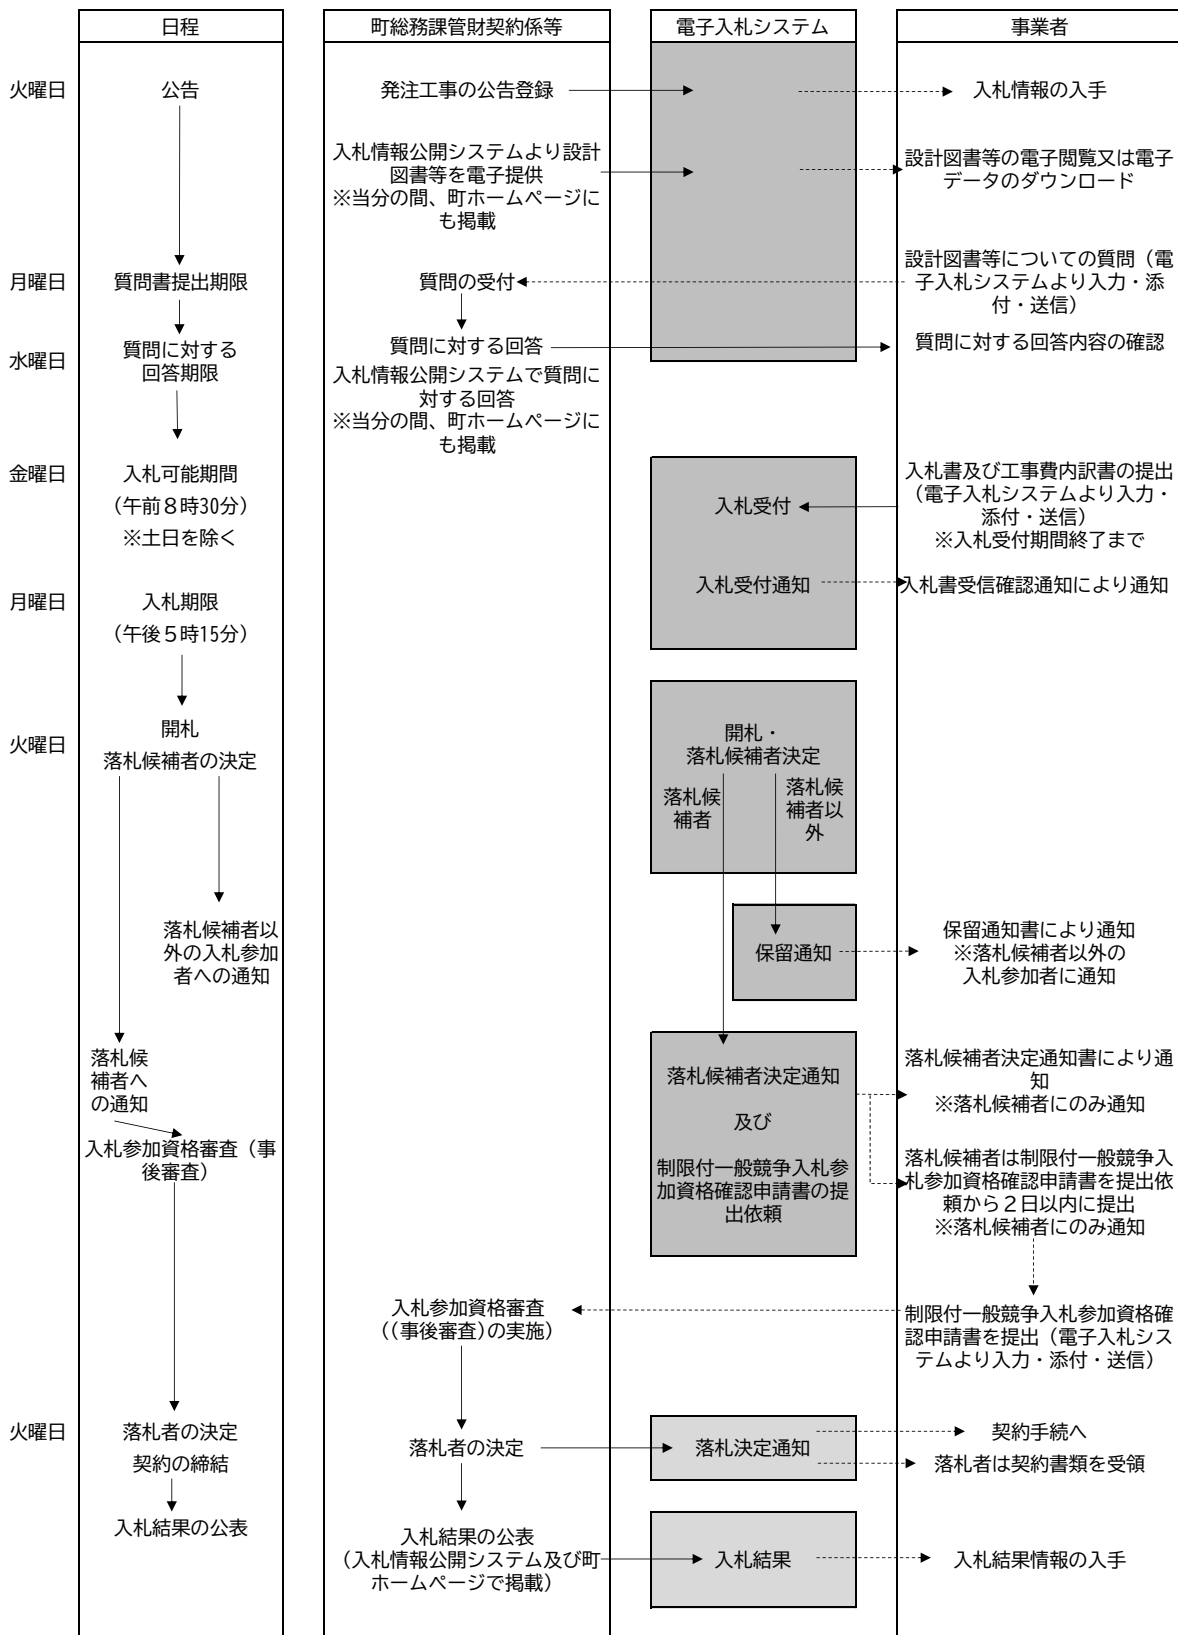 日程
町総務課管財契約係等
電子入札システム
事業者
火曜日
公告
発注工事の公告登録
入札情報の入手
入札情報公開システムより設計
図書等を電子提供
※当分の間、町ホームページに
も掲載
設計図書等の電子閲覧又は電子
データのダウンロード
月曜日
質問書提出期限
質問の受付
設計図書等についての質問（電
子入札システムより入力・添
付・送信）
水曜日
質問に対する
回答期限
質問に対する回答
入札情報公開システムで質問に
対する回答
※当分の間、町ホームページに
も掲載
質問に対する回答内容の確認
金曜日
入札可能期間
（午前８時30分）
※土日を除く
入札受付
入札書及び工事費内訳書の提出
（電子入札システムより入力・
添付・送信）
※入札受付期間終了まで
月曜日
入札期限
（午後５時15分）
入札受付通知
入札書受信確認通知により通知
火曜日
開札
落札候補者の決定
開札・
落札候補者決定
落札候
補者
落札候
補者以
外
落札候補者以
外の入札参加
者への通知
保留通知
保留通知書により通知
※落札候補者以外の
入札参加者に通知
落札候
補者へ
の通知
入札参加資格審査（事
後審査）
落札候補者決定通知
及び
制限付一般競争入札参
加資格確認申請書の提
出依頼
落札候補者決定通知書により通
知
※落札候補者にのみ通知
落札候補者は制限付一般競争入
札参加資格確認申請書を提出依
頼から２日以内に提出
※落札候補者にのみ通知
入札参加資格審査
（(事後審査)の実施）
制限付一般競争入札参加資格確
認申請書を提出（電子入札シス
テムより入力・添付・送信）
火曜日
落札者の決定
契約の締結
落札者の決定
落札決定通知
契約手続へ
落札者は契約書類を受領
入札結果の公表
入札結果の公表
（入札情報公開システム及び町
ホームページで掲載）
入札結果
入札結果情報の入手